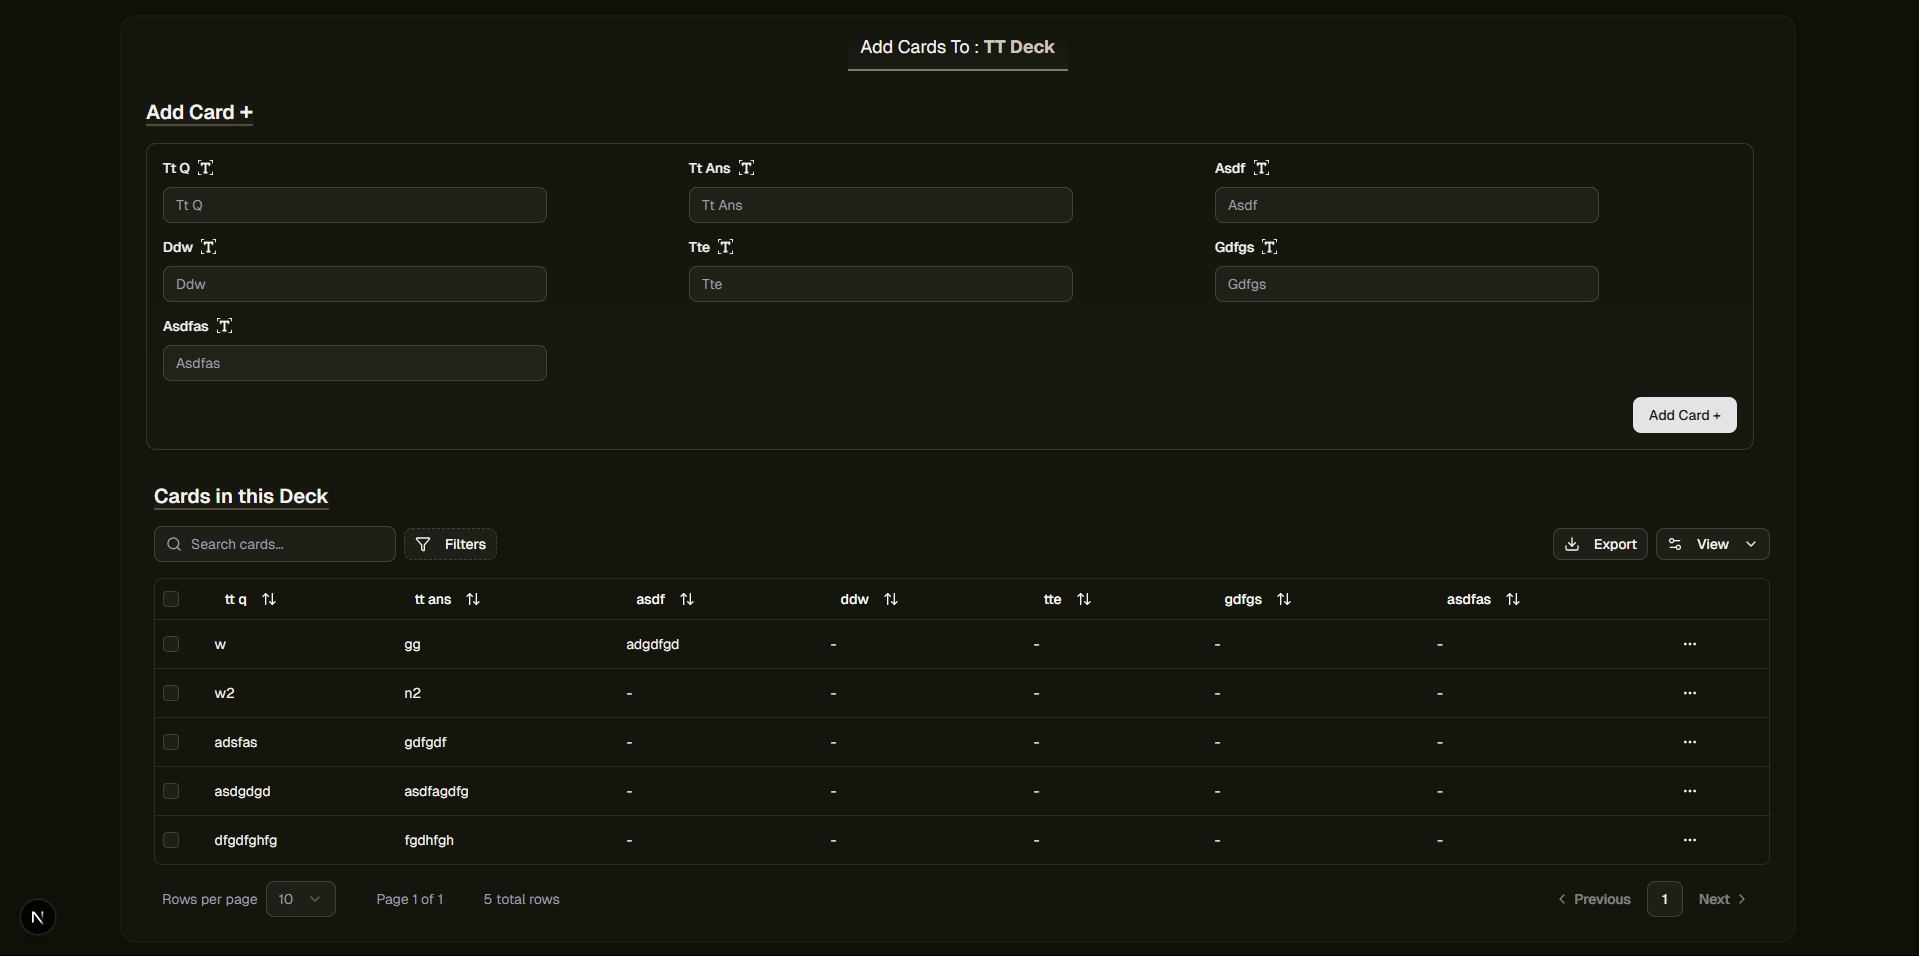 Add Cards To : TT Deck
Add Card +
Tt Q T Tt Ans T Asdf T
Tt Q Tt Ans Asdf
Ddw T Tte T Gdfgs T
Ddw Tte Gdfgs
Asdfas T
Asdfas
Add Card +
Cards in this Deck
Search cards... Filters Export View
tt q tt ans asdf ddw tte gdfgs asdfas
w gg adgdfgd - - - - ...
w2 n2 - - - - - ...
adsfas gdfgdf - - - - - ...
asdgdgd asdfagdfg - - - - - ...
dfgdfghfg fgdhfgh - - - - - ...
Rows per page 10 Page 1 of 1 5 total rows Previous 1 Next
N